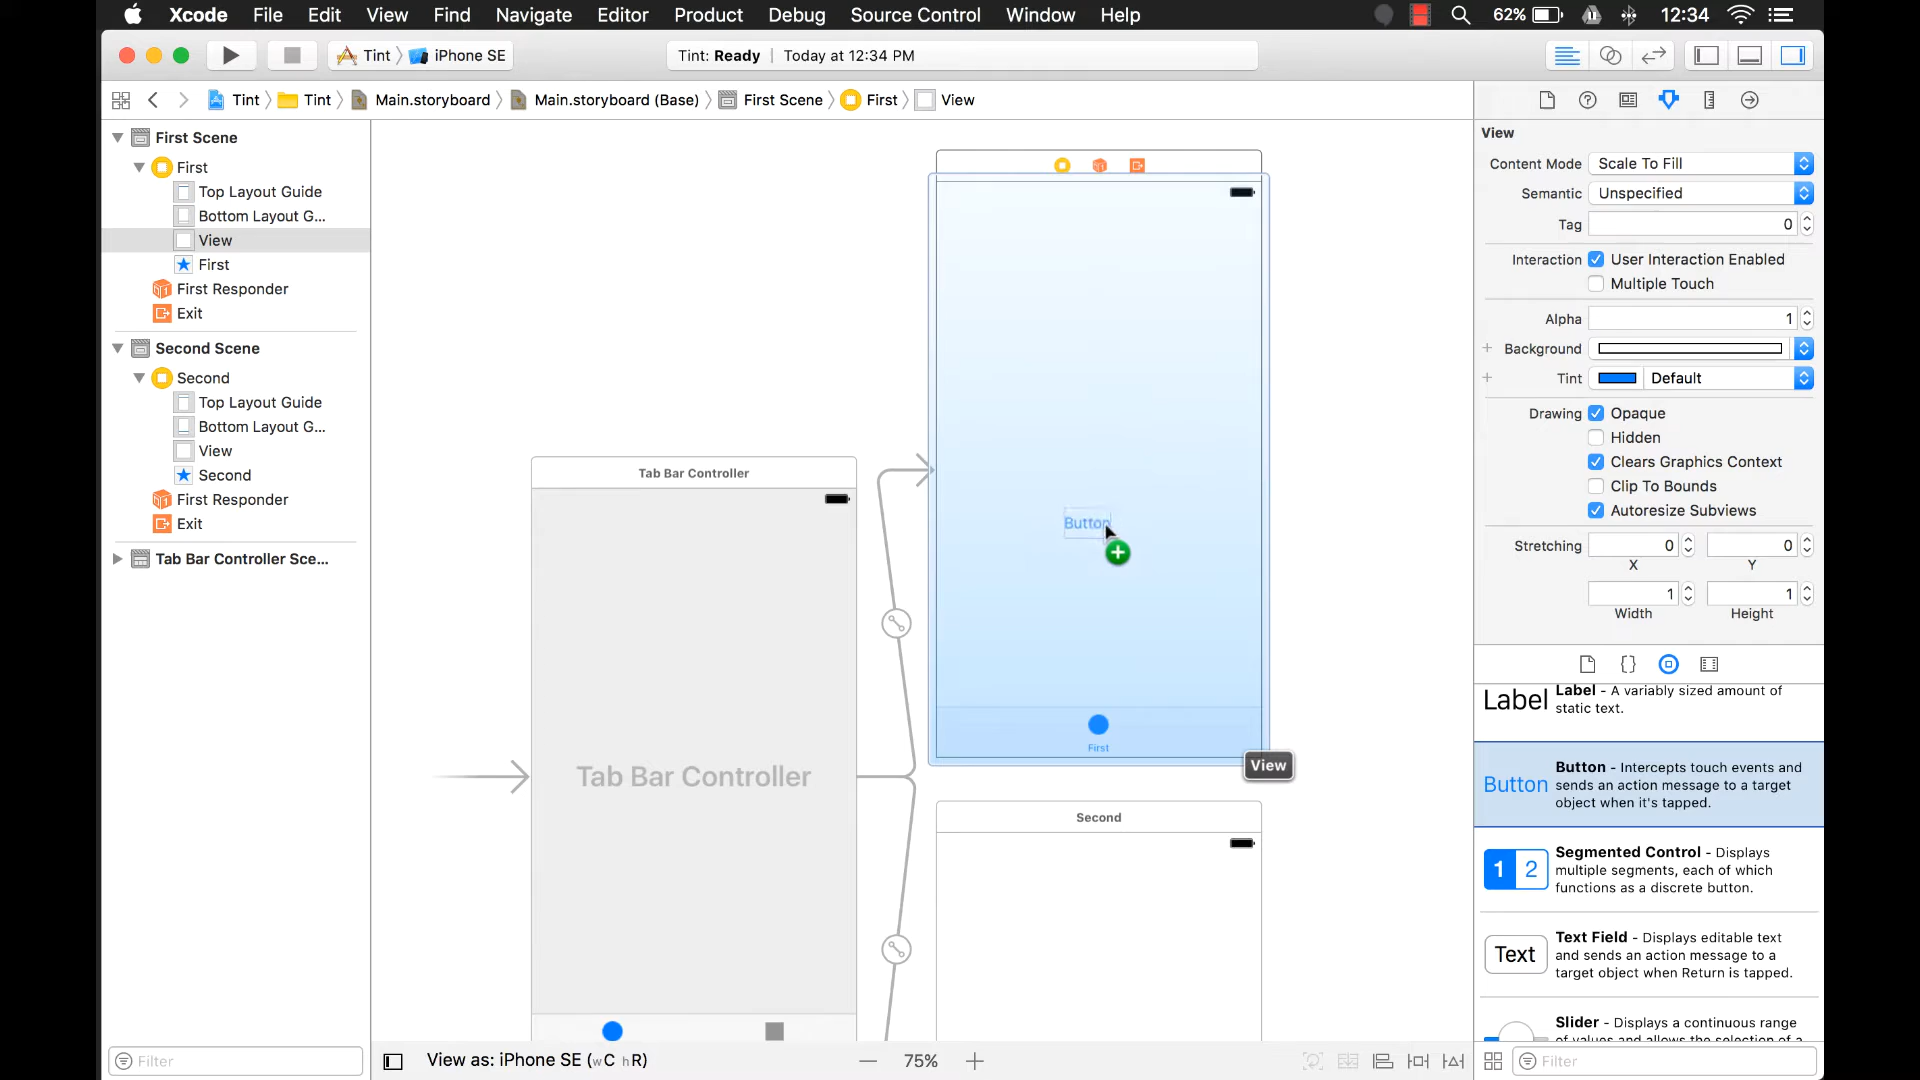 Xcode File Edit View Find Navigate Editor Product Debug Source Control Window Help 62% 12:34
Tint iPhone SE Tint: Ready | Today at 12:34 PM
Tint Tint Main.storyboard Main.storyboard (Base) First Scene First View
First Scene
First
Top Layout Guide
Bottom Layout G...
View
First
First Responder
Exit
Second Scene
Second
Top Layout Guide
Bottom Layout G...
View
Second
First Responder
Exit
Tab Bar Controller Sce...
Filter
Tab Bar Controller
Tab Bar Controller
Button
First
View
Second
View as: iPhone SE (wC hR) 75%
View
Content Mode Scale To Fill
Semantic Unspecified
Tag 0
Interaction User Interaction Enabled
Multiple Touch
Alpha 1
Background
Tint Default
Drawing Opaque
Hidden
Clears Graphics Context
Clip To Bounds
Autoresize Subviews
Stretching 0 0
X Y
1 1
Width Height
Label Label - A variably sized amount of
static text.
Button - Intercepts touch events and
Button sends an action message to a target
object when it's tapped.
Segmented Control - Displays
1 2 multiple segments, each of which
functions as a discrete button.
Text Field - Displays editable text
Text and sends an action message to a
target object when Return is tapped.
Slider - Displays a continuous range
of values and allows the selection of a
Filter